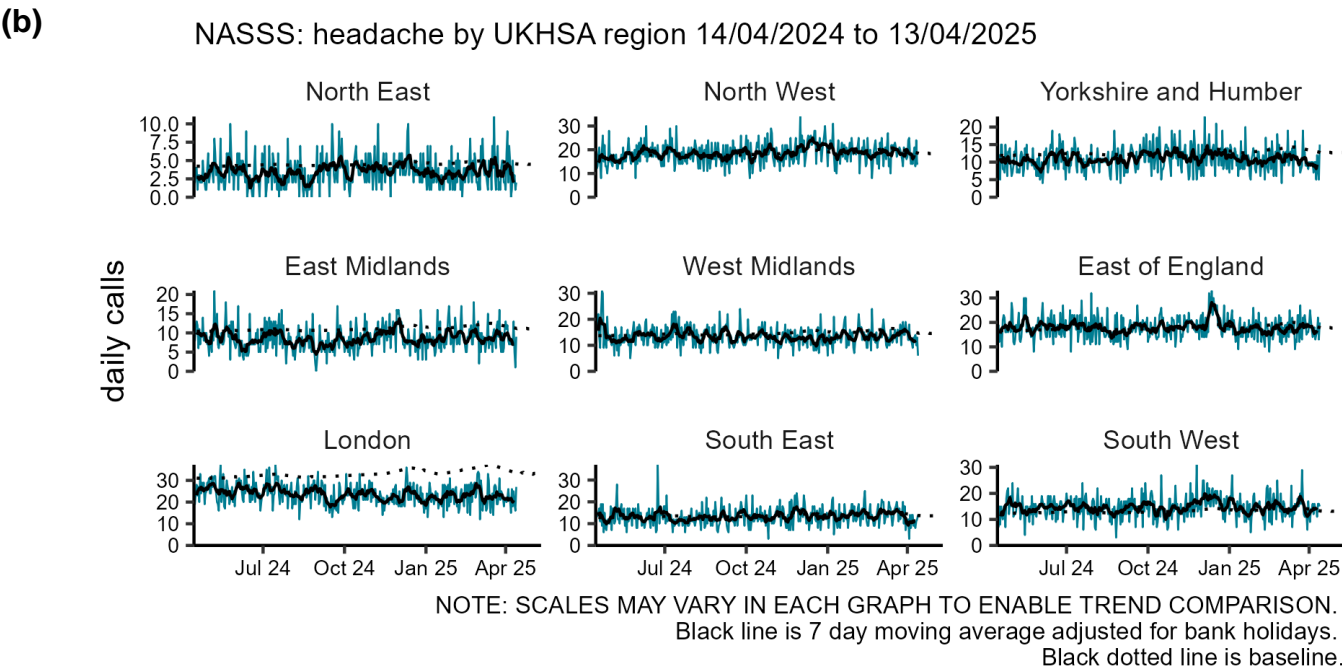 (b)
NASSS: headache by UKHSA region 14/04/2024 to 13/04/2025
North East
10.0
7.5
5.0
2.5
0.0
North West
30
20
10
0
Yorkshire and Humber
20
15
10
5
0
daily calls
East Midlands
20
15
10
5
0
West Midlands
30
20
10
0
East of England
30
20
10
0
London
30
20
10
0
Jul 24 Oct 24 Jan 25 Apr 25
South East
30
20
10
0
Jul 24 Oct 24 Jan 25 Apr 25
South West
30
20
10
0
Jul 24 Oct 24 Jan 25 Apr 25
NOTE: SCALES MAY VARY IN EACH GRAPH TO ENABLE TREND COMPARISON.
Black line is 7 day moving average adjusted for bank holidays.
Black dotted line is baseline.